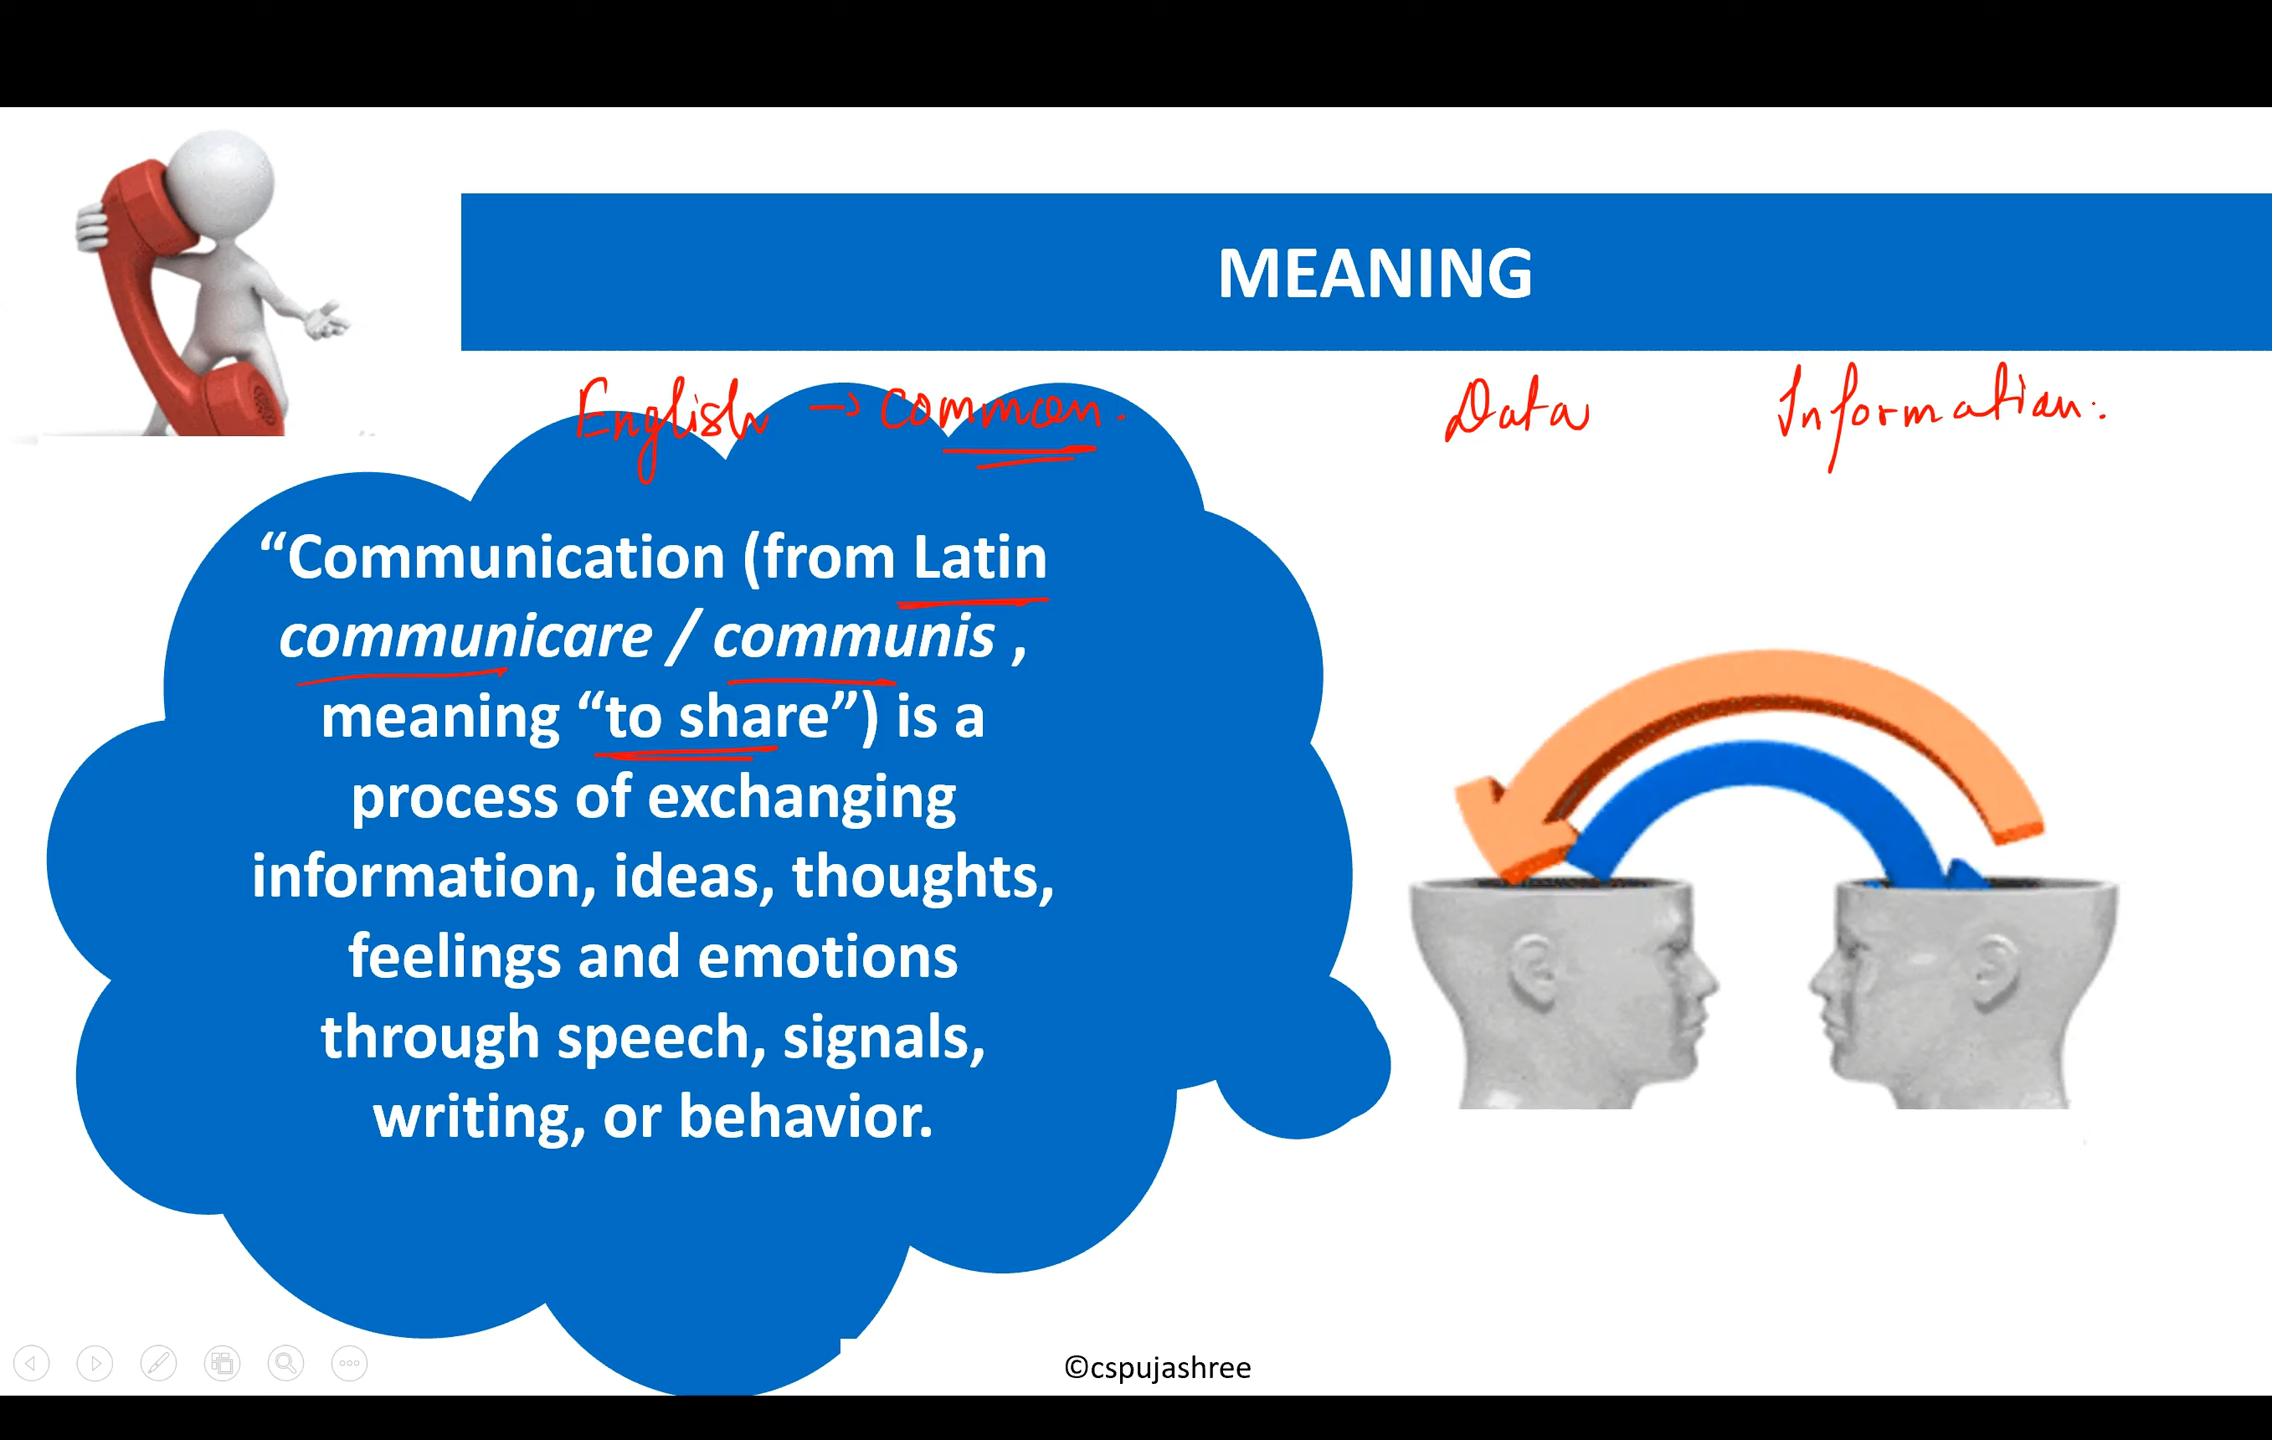 MEANING
English → common.
Data Information.
“Communication (from Latin
communicare / communis ,
meaning “to share”) is a
process of exchanging
information, ideas, thoughts,
feelings and emotions
through speech, signals,
writing, or behavior.
©cspujashree